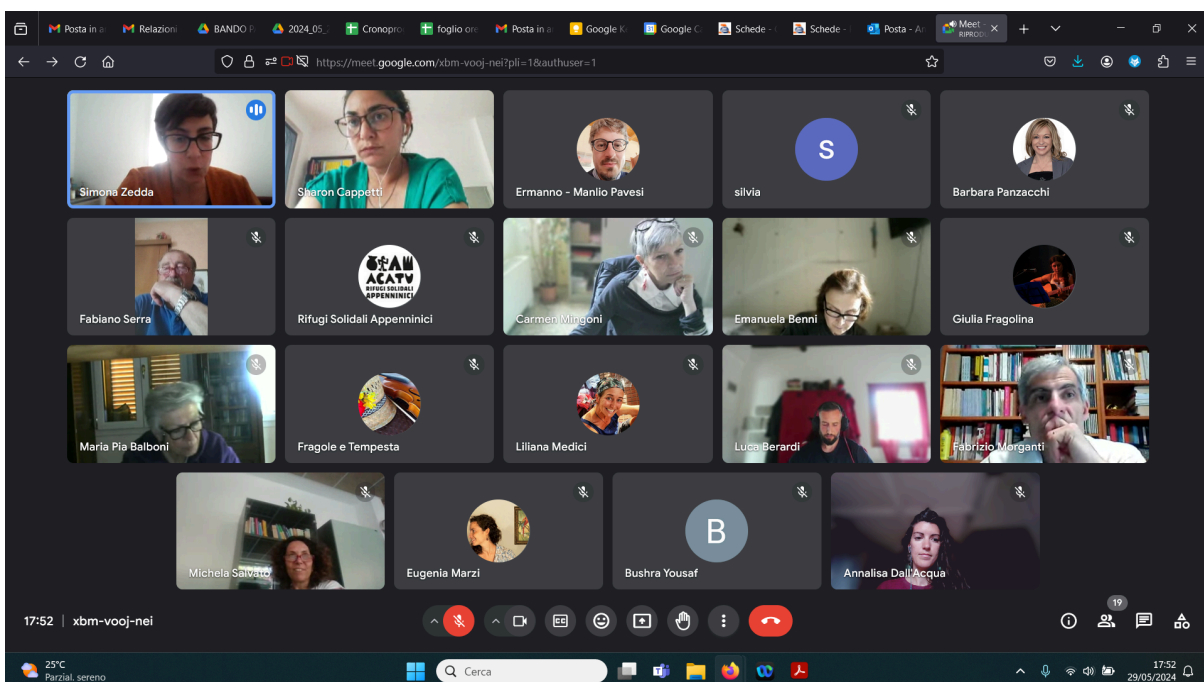 Posta in a
Relazioni
BANDO P
2024_05_
Cronopro
foglio ore
Posta in a
Google Ke
Google C
Schede -
Schede -
Posta - A
Meet -
RIPRODU
https://meet.google.com/xbm-vooj-nei?pli=1&authuser=1
Simona Zedda
Sharon Cappetti
Ermanno - Manlio Pavesi
S
silvia
Barbara Panzacchi
Fabiano Serra
ACATV
RIFUGI SOLIDALI
APPENNINICI
Rifugi Solidali Appenninici
Carmen Mingoni
Emanuela Benni
Giulia Fragolina
Maria Pia Balboni
Fragole e Tempesta
Liliana Medici
Luca Berardi
Fabrizio Morganti
Michela Salvato
Eugenia Marzi
B
Bushra Yousaf
Annalisa Dall'Acqua
17:52 | xbm-vooj-nei
CC
19
25°C
Parzial. sereno
Cerca
17:52
29/05/2024